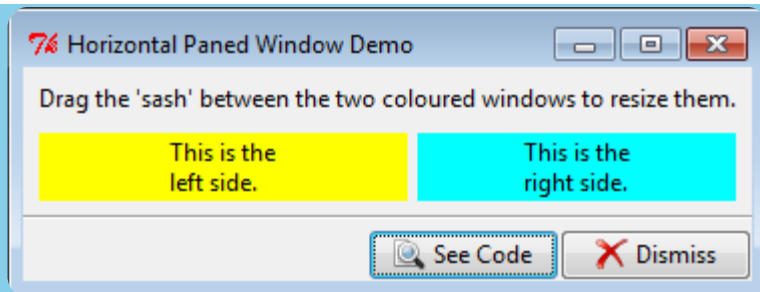 Horizontal Paned Window Demo
Drag the 'sash' between the two coloured windows to resize them.
This is the
left side.
This is the
right side.
See Code
Dismiss